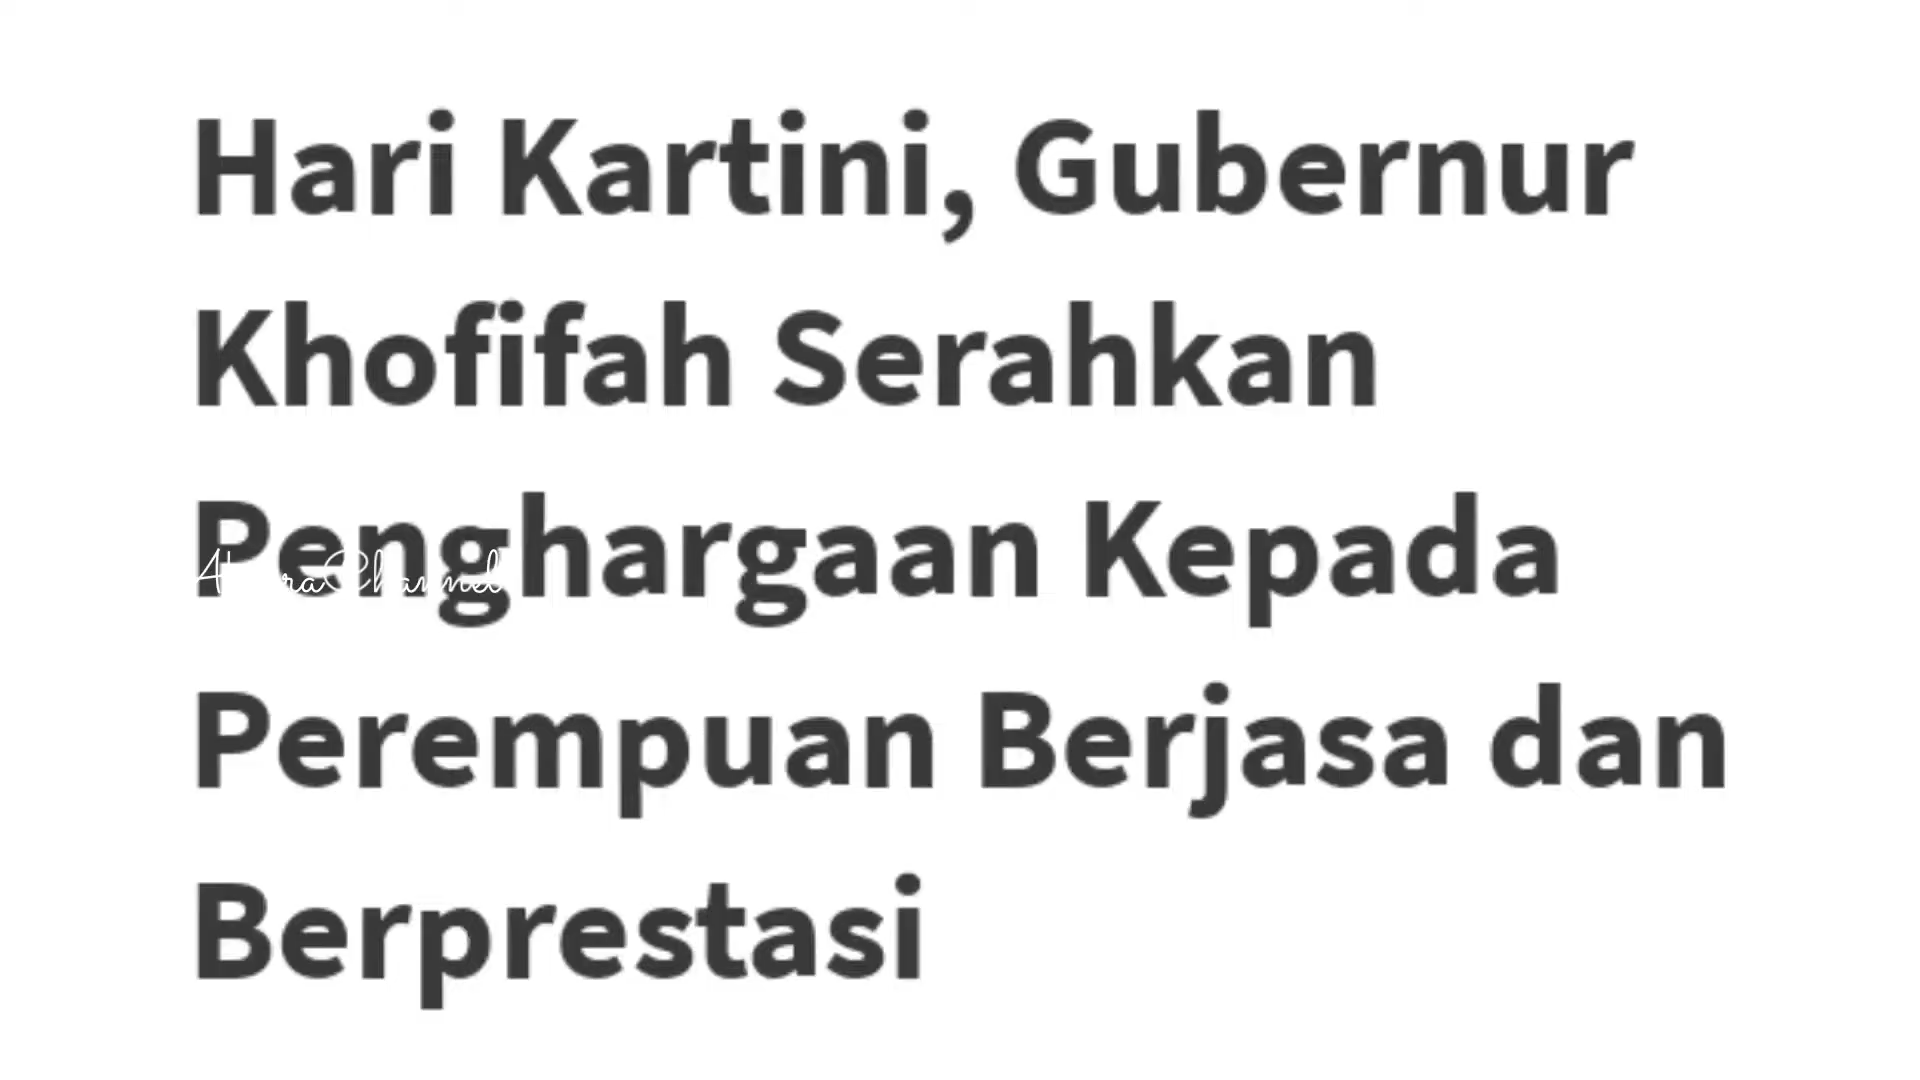 Hari Kartini, Gubernur
Khofifah Serahkan
Penghargaan Kepada
Perempuan Berjasa dan
Berprestasi